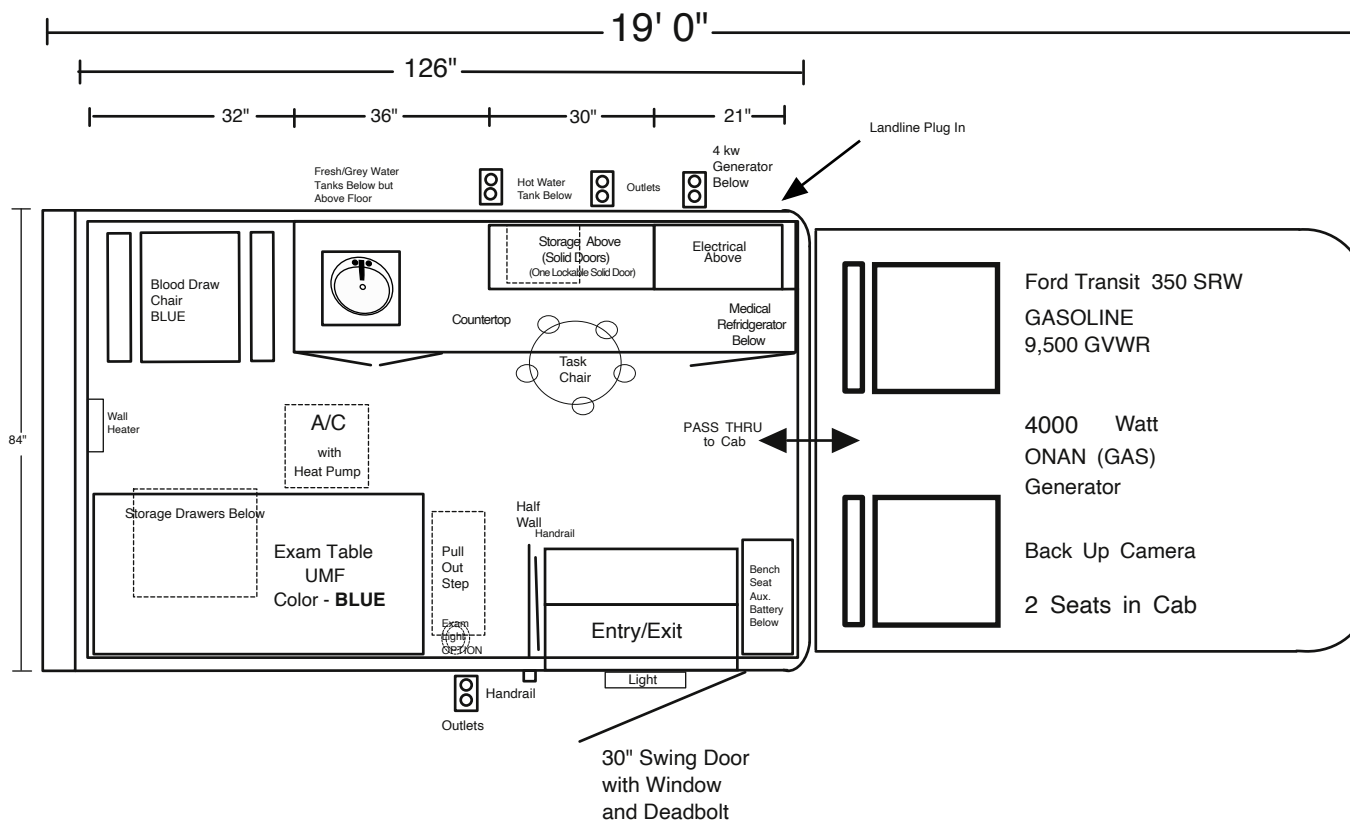 19' 0"
126"
32"
36"
30"
21"
Landline Plug In
Fresh/Grey Water
Tanks Below but
Above Floor
Hot Water
Tank Below
Outlets
4 kw
Generator
Below
Blood Draw
Chair
BLUE
Storage Above
(Solid Doors)
(One Lockable Solid Door)
Electrical
Above
Countertop
Medical
Refridgerator
Below
Task
Chair
Ford Transit 350 SRW
GASOLINE
9,500 GVWR
84"
Wall
Heater
A/C
with
Heat Pump
PASS THRU
to Cab
4000 Watt
ONAN (GAS)
Generator
Storage Drawers Below
Exam Table
UMF
Color - BLUE
Pull
Out
Step
Exam
Light
OPTION
Half
Wall
Handrail
Entry/Exit
Bench
Seat
Aux.
Battery
Below
Back Up Camera
2 Seats in Cab
Light
Handrail
Outlets
30" Swing Door
with Window
and Deadbolt